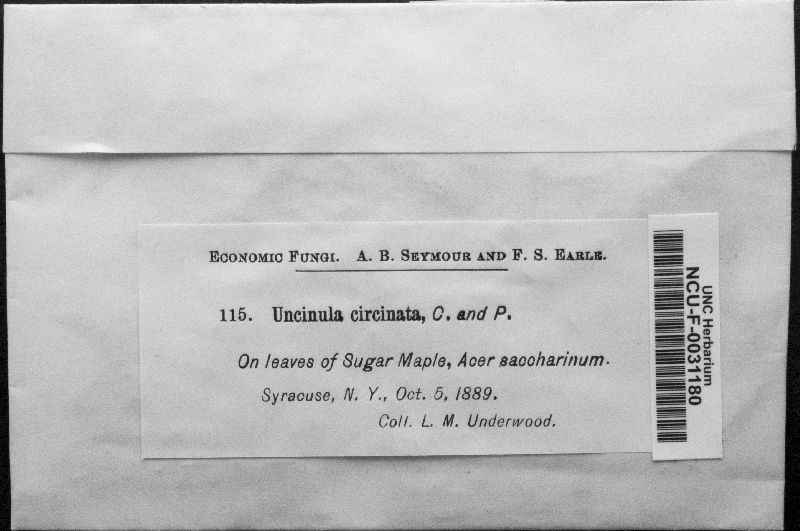 ECONOMIC FUNGI. A. B. SEYMOUR AND F. S. EARLE.
115. Uncinula circinata, C. and P.
On leaves of Sugar Maple, Acer saccharinum.
Syracuse, N. Y., Oct. 5, 1889.
Coll. L. M. Underwood.
UNC Herbarium
NCU-F-0031180